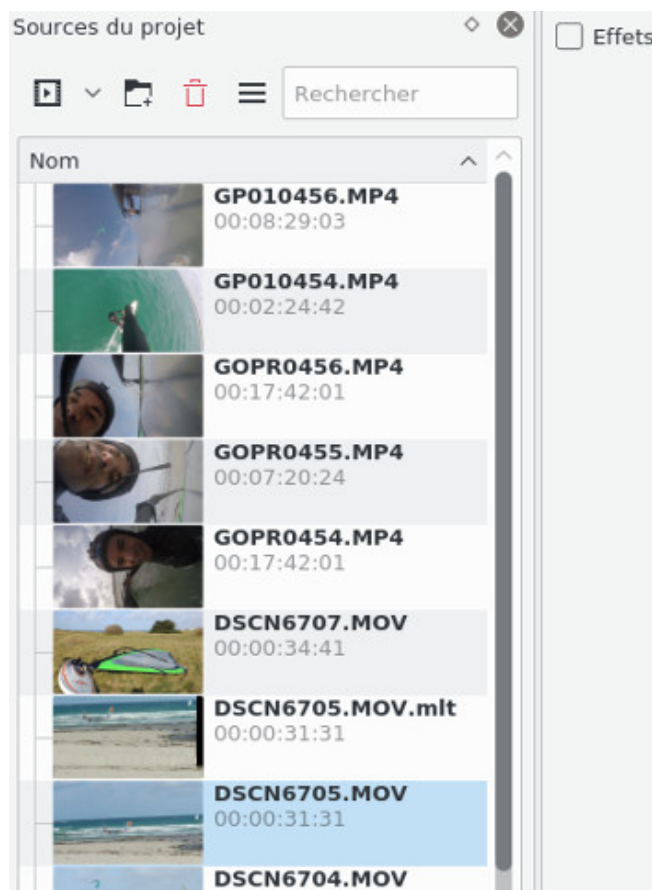 Sources du projet
Effets
Rechercher
Nom
GP010456.MP4
00:08:29:03
GP010454.MP4
00:02:24:42
GOPR0456.MP4
00:17:42:01
GOPR0455.MP4
00:07:20:24
GOPR0454.MP4
00:17:42:01
DSCN6707.MOV
00:00:34:41
DSCN6705.MOV.mlt
00:00:31:31
DSCN6705.MOV
00:00:31:31
DSCN6704.MOV